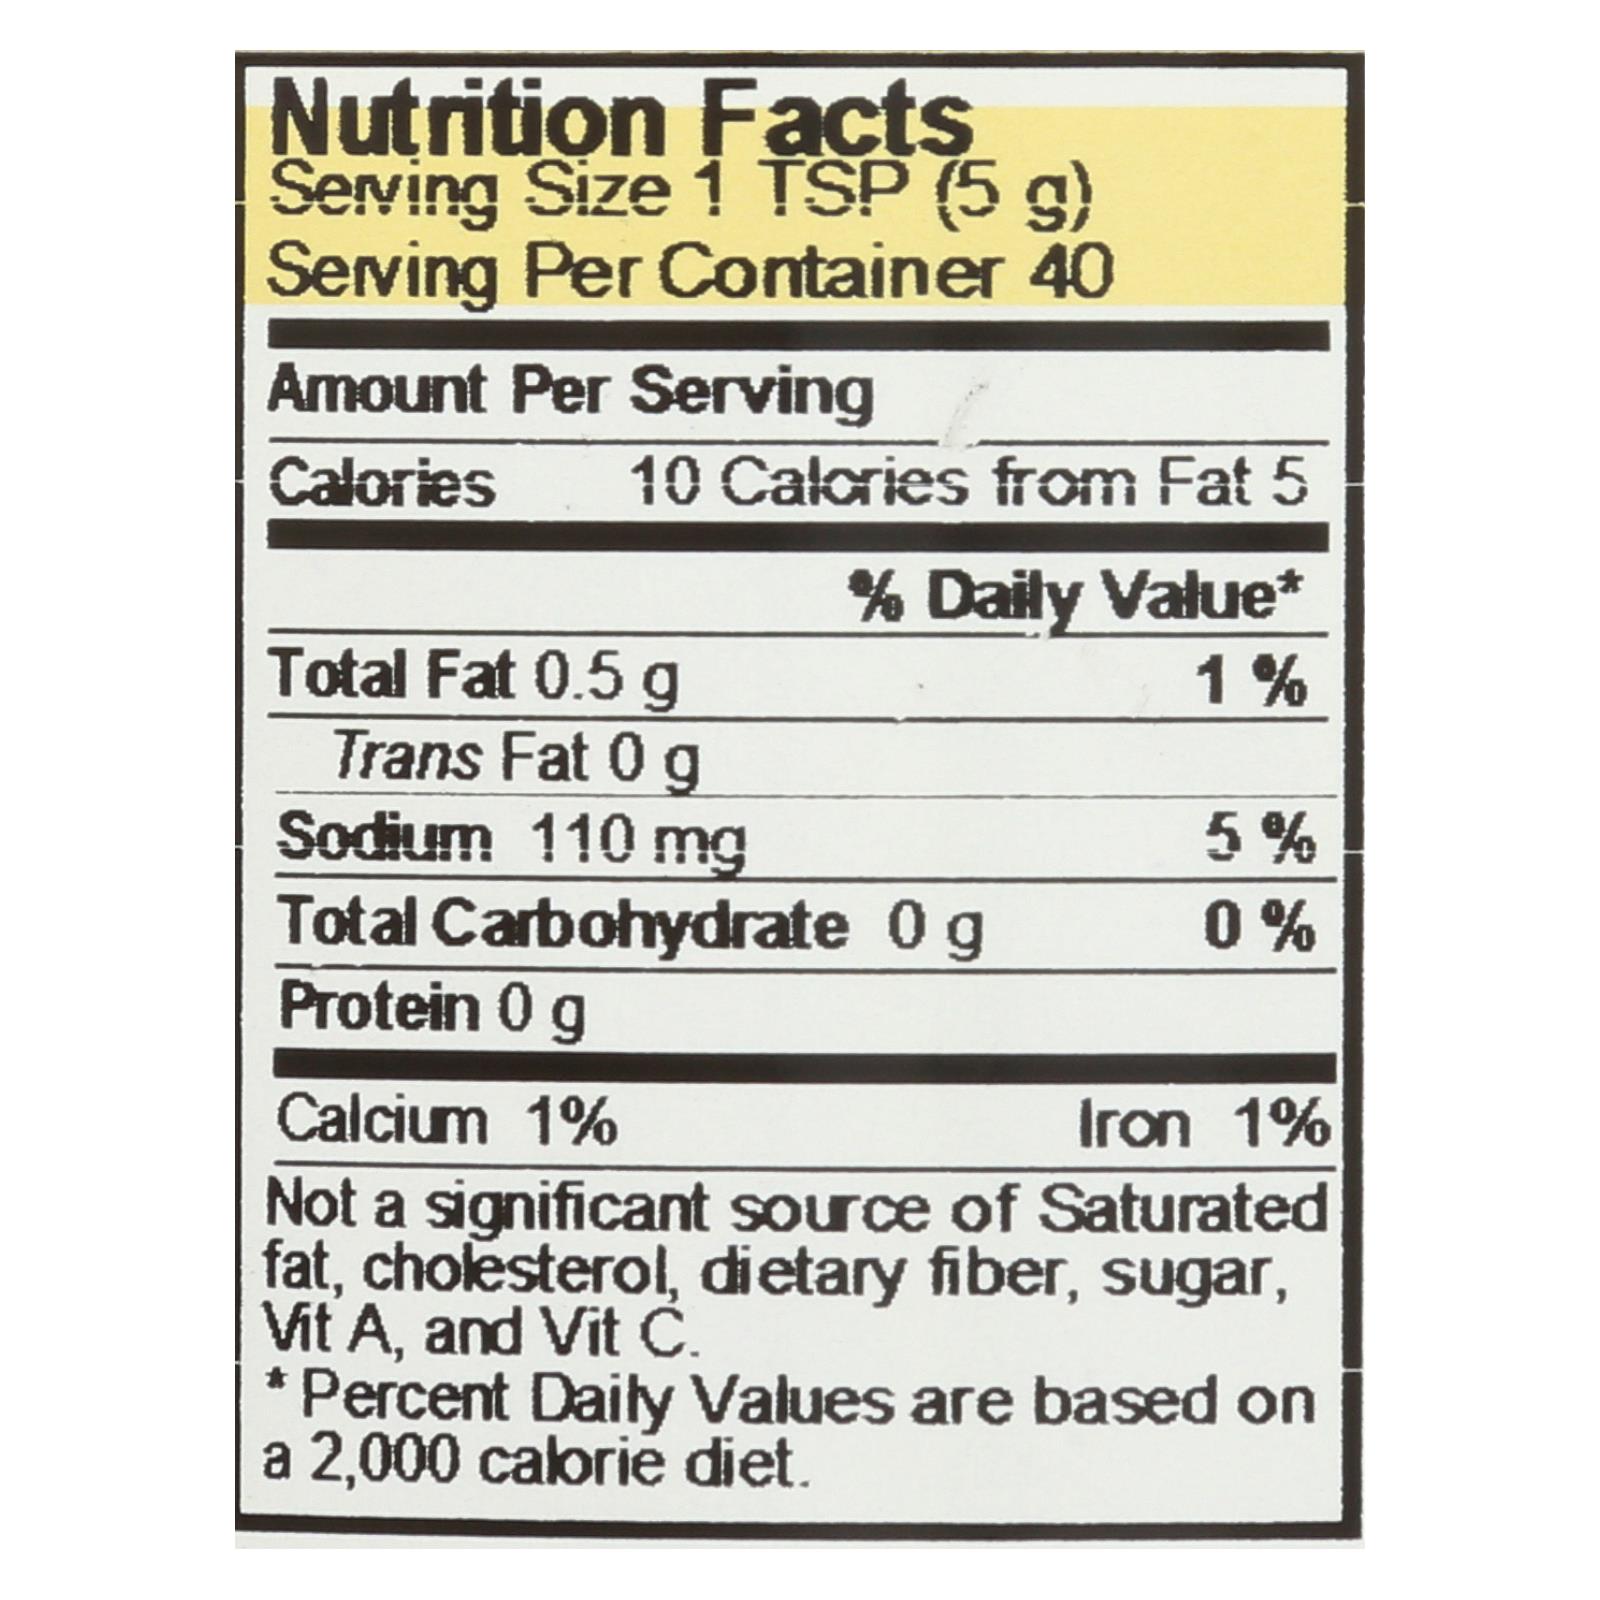 Nutrition Facts
Serving Size 1 TSP (5 g)
Serving Per Container 40
Amount Per Serving
Calories 10 Calories from Fat 5
% Daily Value*
Total Fat 0.5 g 1 %
Trans Fat 0 g
Sodium 110 mg 5 %
Total Carbohydrate 0 g 0 %
Protein 0 g
Calcium 1% Iron 1%
Not a significant source of Saturated
fat, cholesterol, dietary fiber, sugar,
Vit A, and Vit C.
* Percent Daily Values are based on
a 2,000 calorie diet.